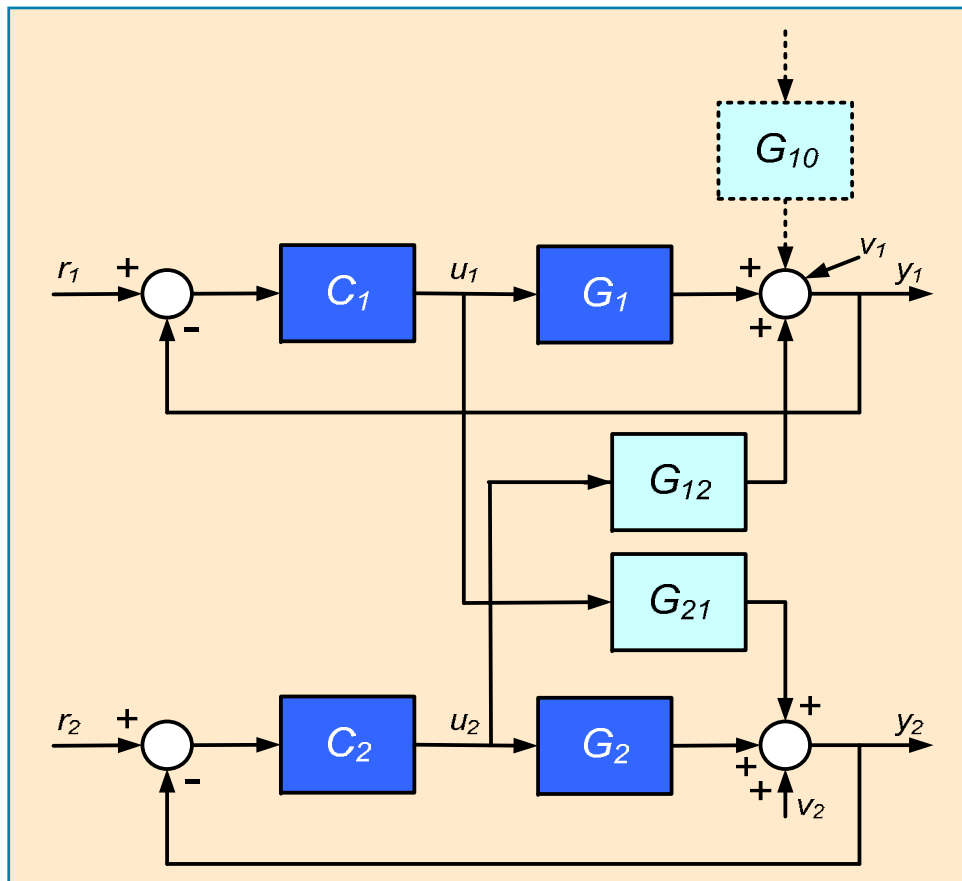 G10
v1
r1 + u1 + y1
C1 G1
- +
G12
G21
r2 + u2 + y2
C2 G2
- + +
v2